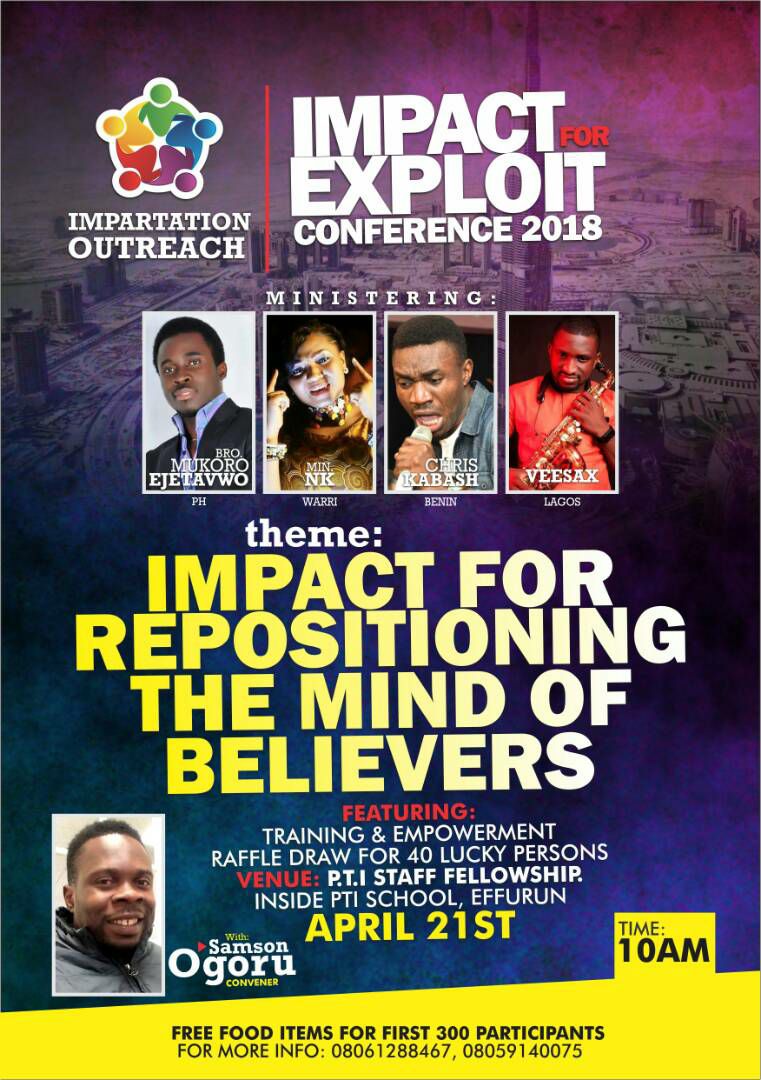 IMPARTATION
OUTREACH
IMPACT FOR
EXPLOIT
CONFERENCE 2018
MINISTERING:
BRO.
MUKORO
EJETAVWO
PH
MIN.
NK
WARRI
CHRIS
KABASH
BENIN
VEESAX
LAGOS
theme:
IMPACT FOR
REPOSITIONING
THE MIND OF
BELIEVERS
FEATURING:
TRAINING & EMPOWERMENT
RAFFLE DRAW FOR 40 LUCKY PERSONS
VENUE: P.T.I STAFF FELLOWSHIP.
INSIDE PTI SCHOOL, EFFURUN
APRIL 21ST
With:
Samson
Ogoru
CONVENER
TIME:
10AM
FREE FOOD ITEMS FOR FIRST 300 PARTICIPANTS
FOR MORE INFO: 08061288467, 08059140075